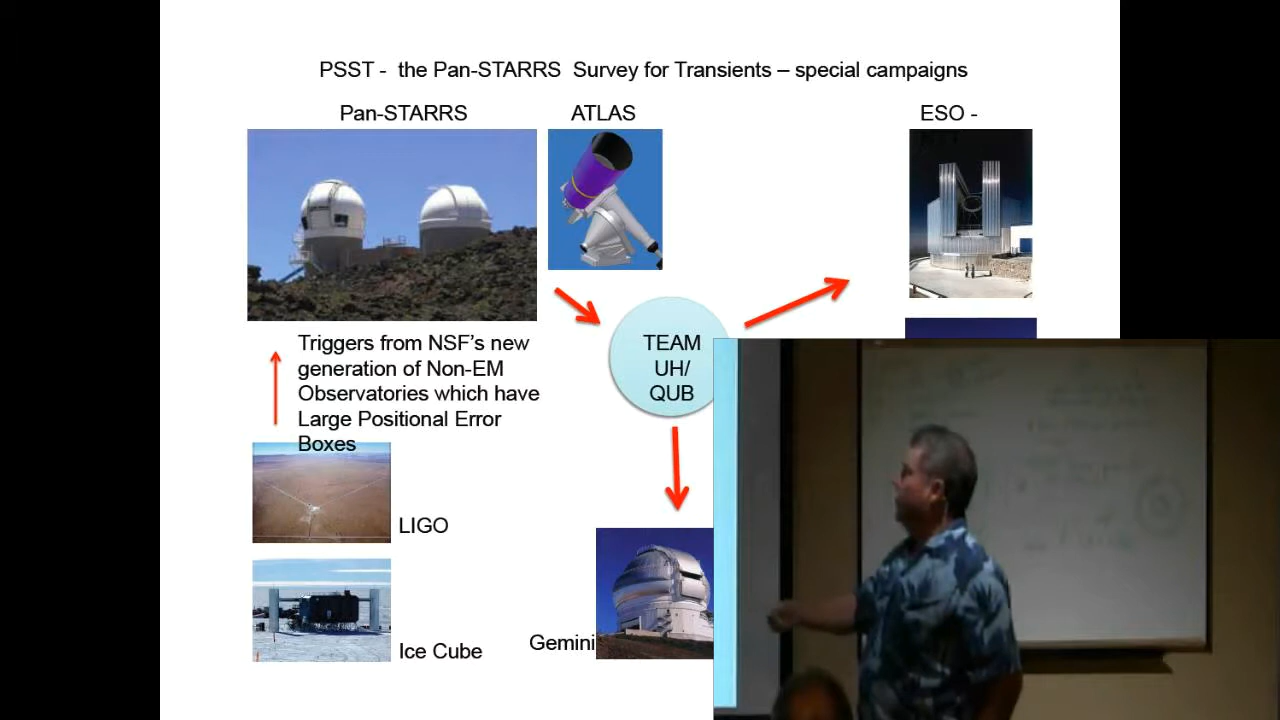 PSST - the Pan-STARRS Survey for Transients – special campaigns
Pan-STARRS
ATLAS
ESO -
TEAM
UH/
QUB
Triggers from NSF's new
generation of Non-EM
Observatories which have
Large Positional Error
Boxes
LIGO
Ice Cube
Gemini